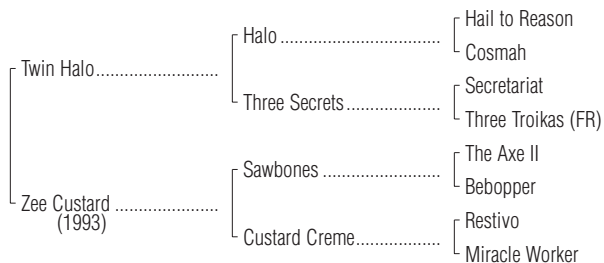 Hail to Reason
Halo ..................................
Cosmah
Twin Halo..........................
Secretariat
Three Secrets ....................
Three Troikas (FR)
The Axe II
Sawbones .........................
Bebopper
Zee Custard ......................
(1993)
Restivo
Custard Creme..................
Miracle Worker